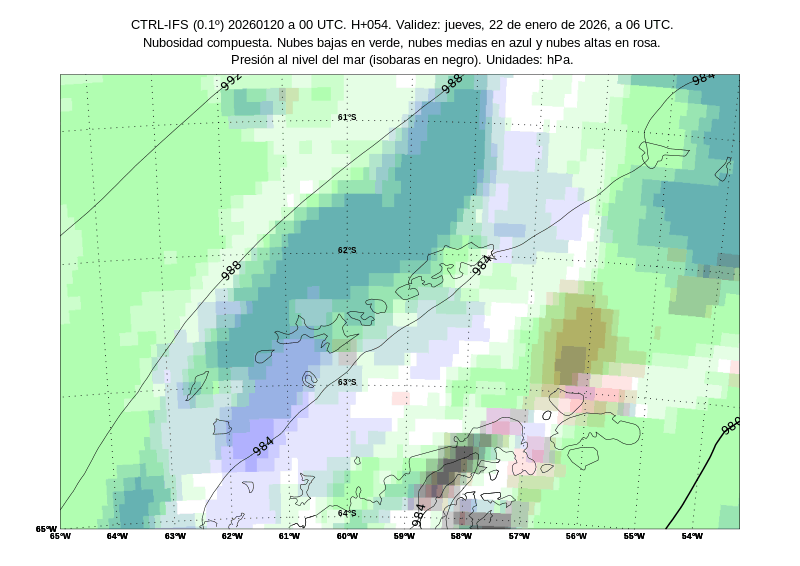 CTRL-IFS (0.1º) 20260120 a 00 UTC. H+054. Validez: jueves, 22 de enero de 2026, a 06 UTC.
Nubosidad compuesta. Nubes bajas en verde, nubes medias en azul y nubes altas en rosa.
Presión al nivel del mar (isobaras en negro). Unidades: hPa.
992
988
984
61°S
62°S
988
984
63°S
980
984
64°S
984
65°W
65°W 64°W 63°W 62°W 61°W 60°W 59°W 58°W 57°W 56°W 55°W 54°W